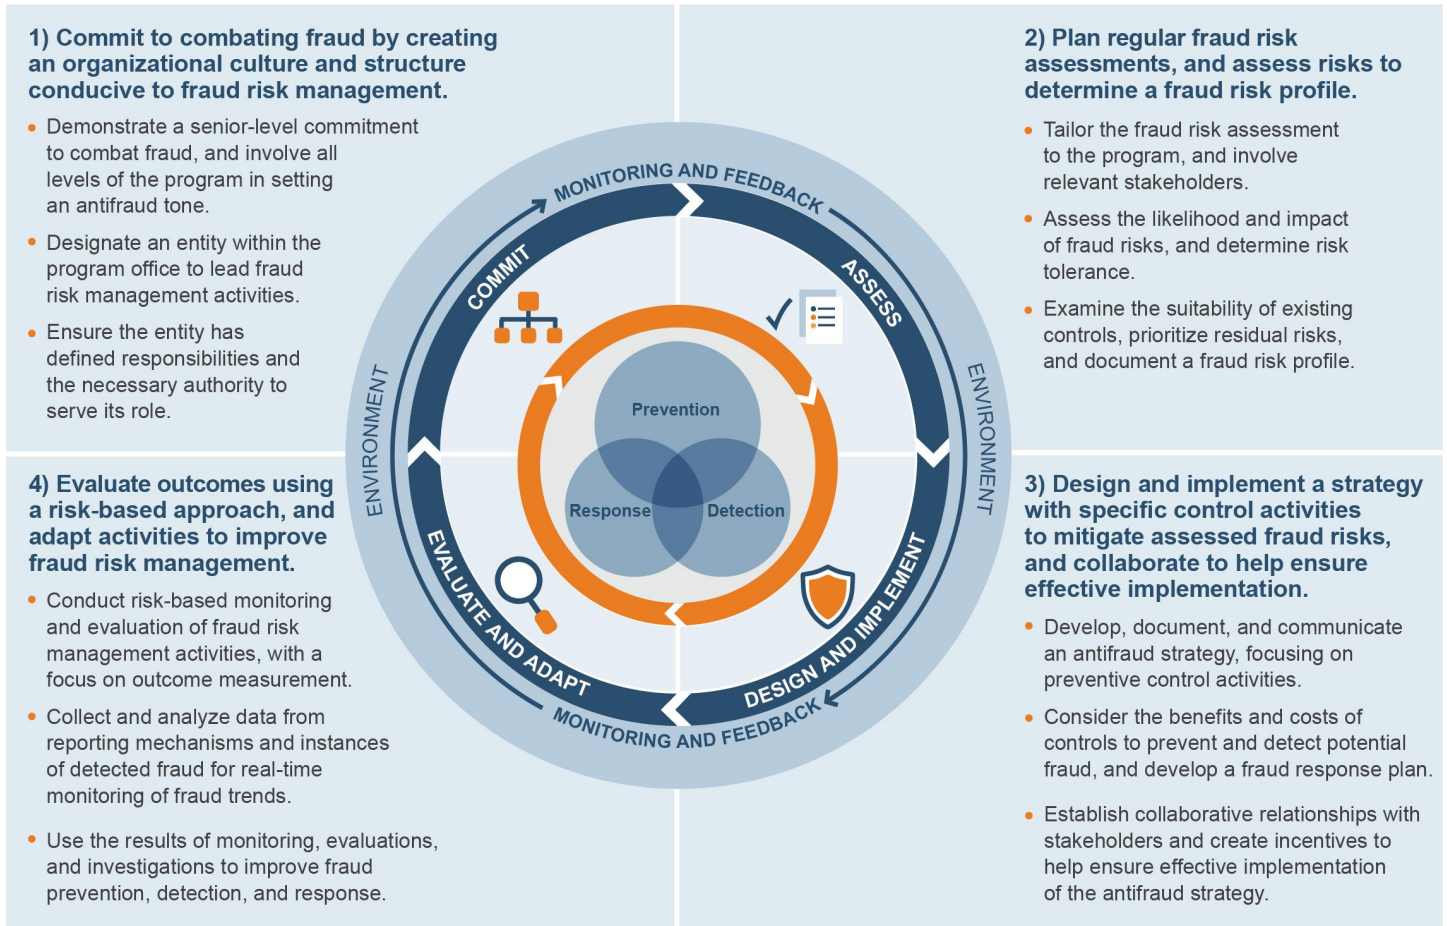 1) Commit to combating fraud by creating
an organizational culture and structure
conducive to fraud risk management.
• Demonstrate a senior-level commitment
to combat fraud, and involve all
levels of the program in setting
an antifraud tone.
• Designate an entity within the
program office to lead fraud
risk management activities.
• Ensure the entity has
defined responsibilities and
the necessary authority to
serve its role.
2) Plan regular fraud risk
assessments, and assess risks to
determine a fraud risk profile.
• Tailor the fraud risk assessment
to the program, and involve
relevant stakeholders.
• Assess the likelihood and impact
of fraud risks, and determine risk
tolerance.
• Examine the suitability of existing
controls, prioritize residual risks,
and document a fraud risk profile.
MONITORING AND FEEDBACK
COMMIT
ASSESS
ENVIRONMENT
ENVIRONMENT
Prevention
Response
Detection
EVALUATE AND ADAPT
DESIGN AND IMPLEMENT
MONITORING AND FEEDBACK
4) Evaluate outcomes using
a risk-based approach, and
adapt activities to improve
fraud risk management.
• Conduct risk-based monitoring
and evaluation of fraud risk
management activities, with a
focus on outcome measurement.
• Collect and analyze data from
reporting mechanisms and instances
of detected fraud for real-time
monitoring of fraud trends.
• Use the results of monitoring, evaluations,
and investigations to improve fraud
prevention, detection, and response.
3) Design and implement a strategy
with specific control activities
to mitigate assessed fraud risks,
and collaborate to help ensure
effective implementation.
• Develop, document, and communicate
an antifraud strategy, focusing on
preventive control activities.
• Consider the benefits and costs of
controls to prevent and detect potential
fraud, and develop a fraud response plan.
• Establish collaborative relationships with
stakeholders and create incentives to
help ensure effective implementation
of the antifraud strategy.